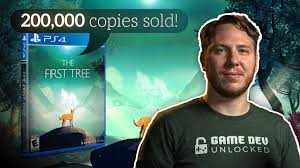 200,000 copies sold!
PS4
THE
FIRST TREE
GAME DEV
UNLOCKED